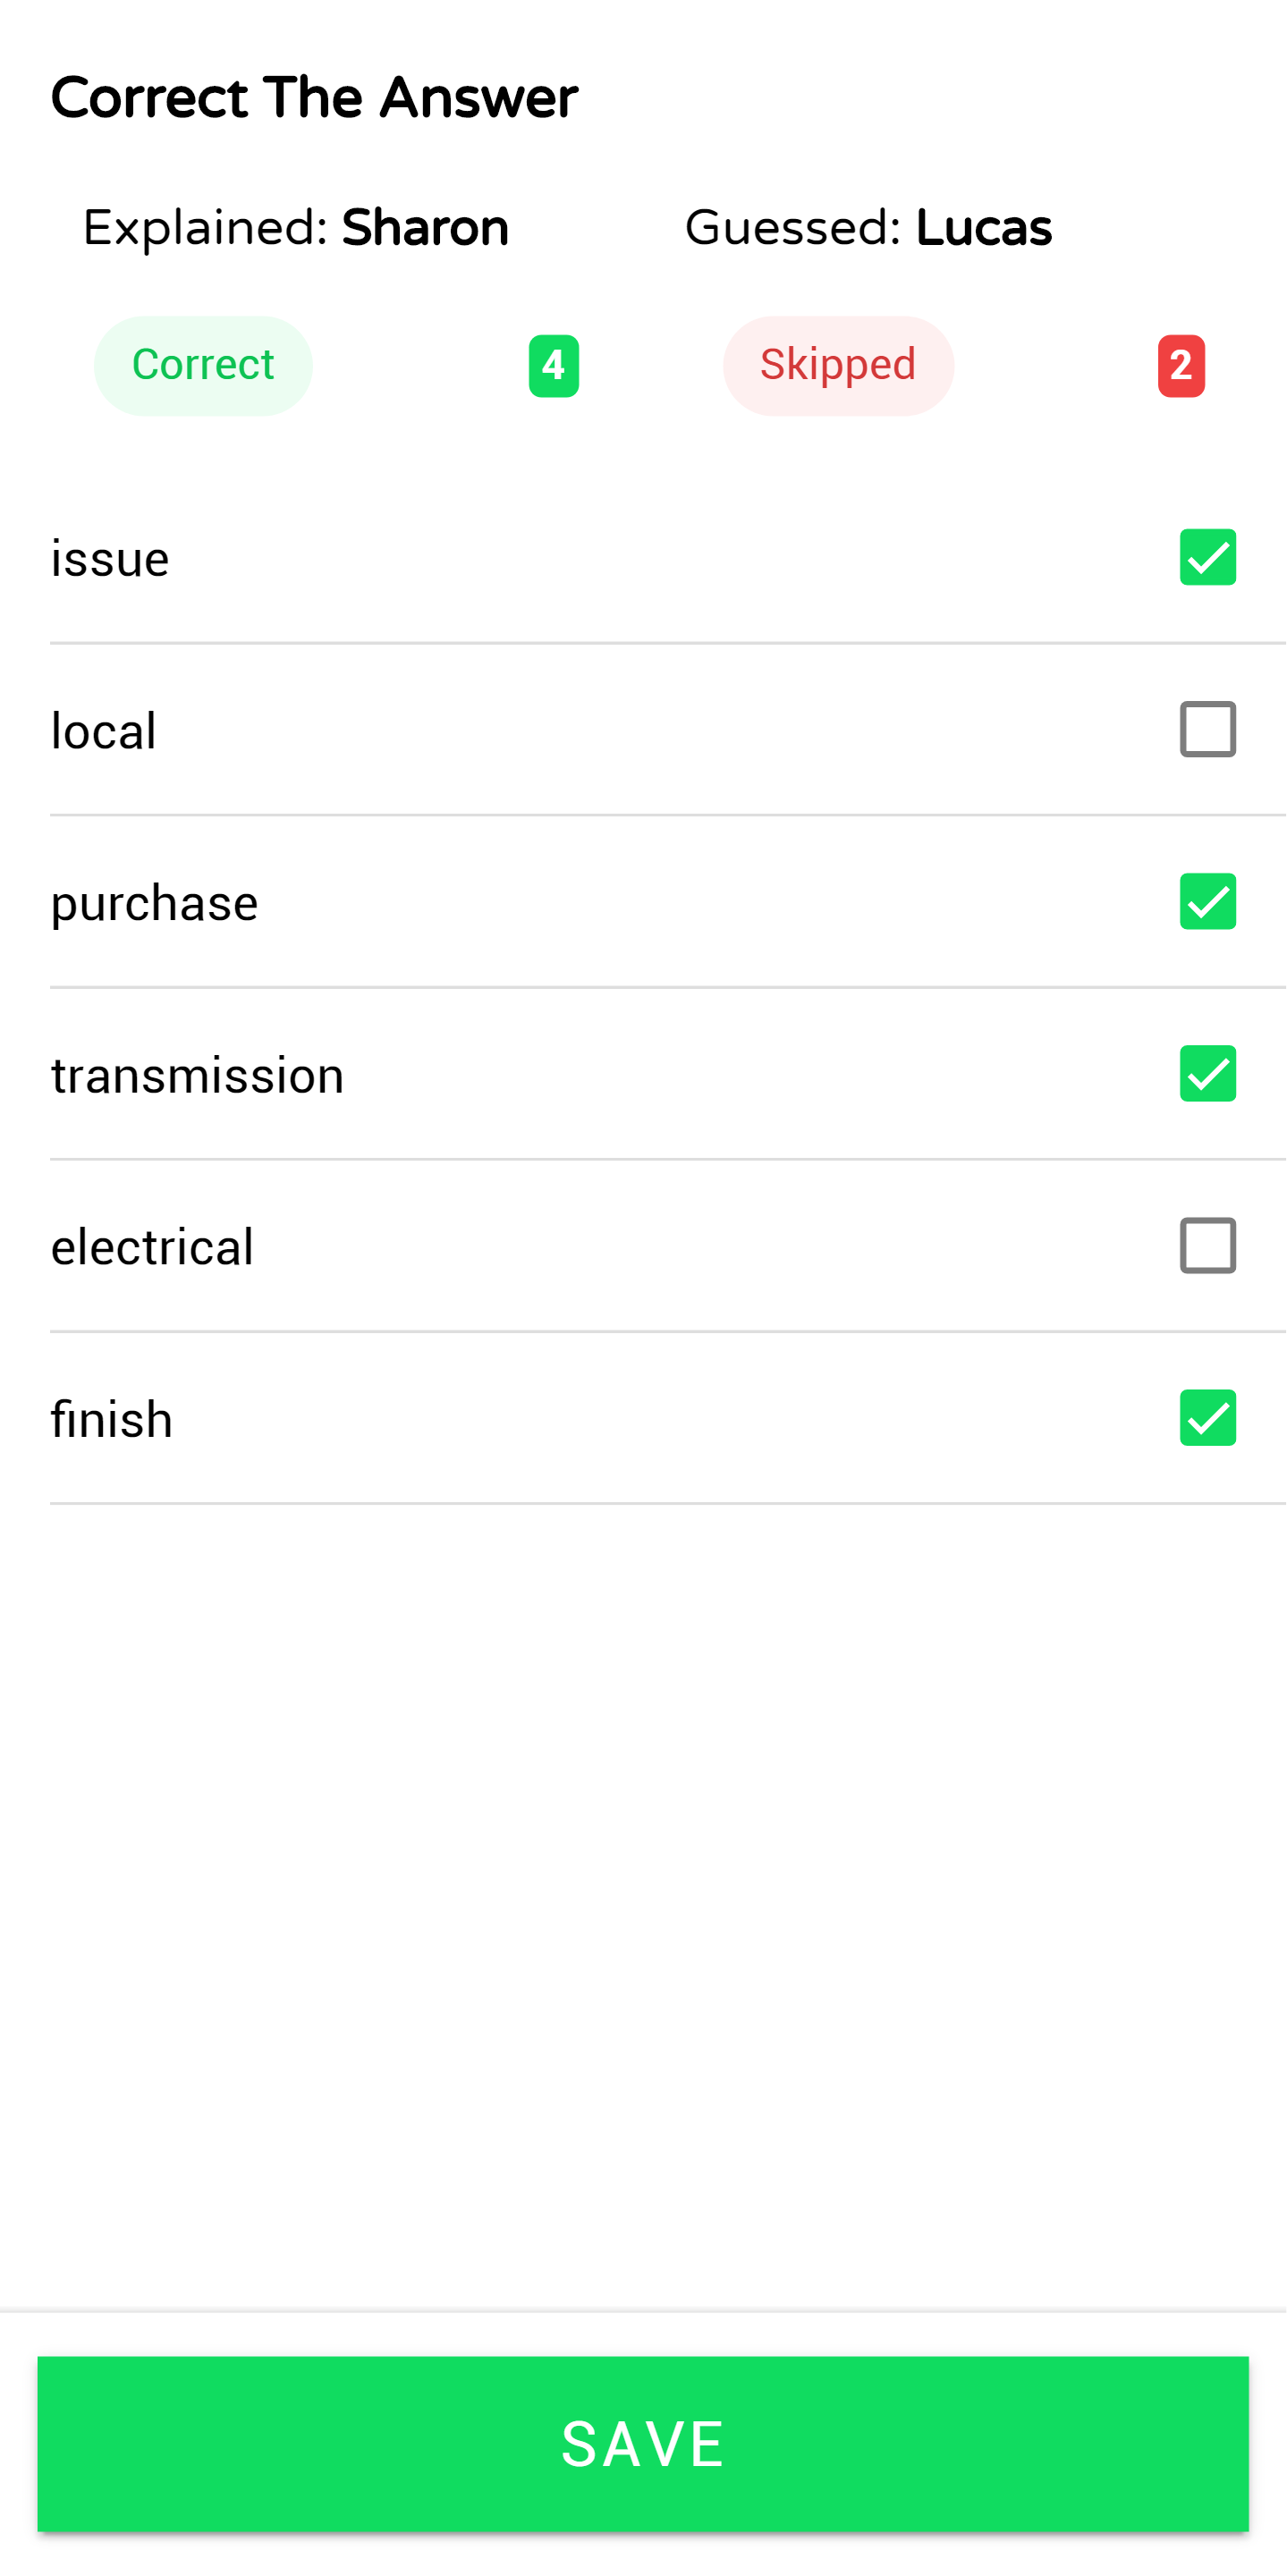 Correct The Answer
Explained: Sharon Guessed: Lucas
Correct 4 Skipped 2
issue
local
purchase
transmission
electrical
finish
SAVE